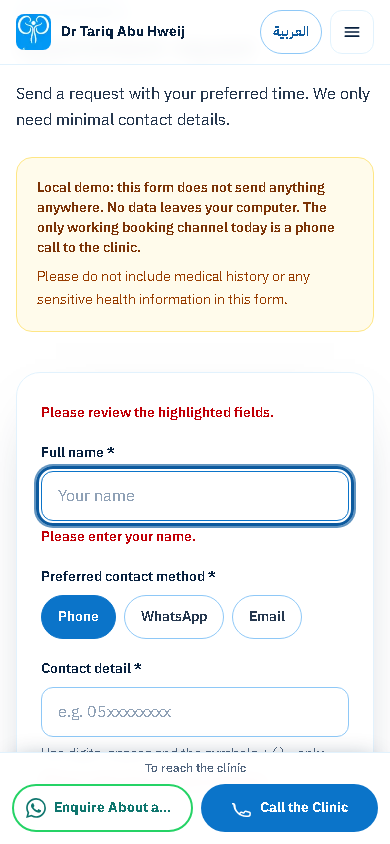 Dr Tariq Abu Hweij
العربية
Send a request with your preferred time. We only
need minimal contact details.
Local demo: this form does not send anything
anywhere. No data leaves your computer. The
only working booking channel today is a phone
call to the clinic.
Please do not include medical history or any
sensitive health information in this form.
Please review the highlighted fields.
Full name *
Your name
Please enter your name.
Preferred contact method *
Phone
WhatsApp
Email
Contact detail *
e.g. 05xxxxxxxx
To reach the clinic
Enquire About a...
Call the Clinic